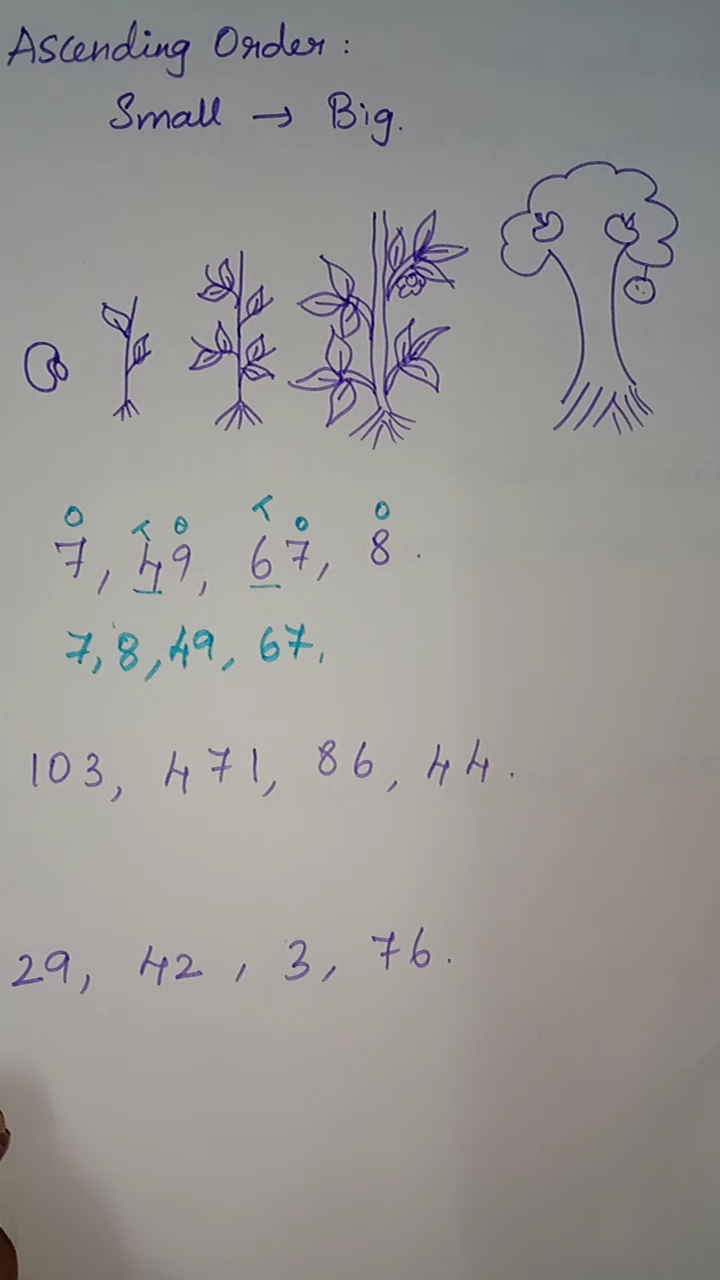 Ascending Order :
Small → Big.
O T O T O O
7, 49, 67, 8.
7, 8, 49, 67,
103, 471, 86, 44.
29, 42, 3, 76.